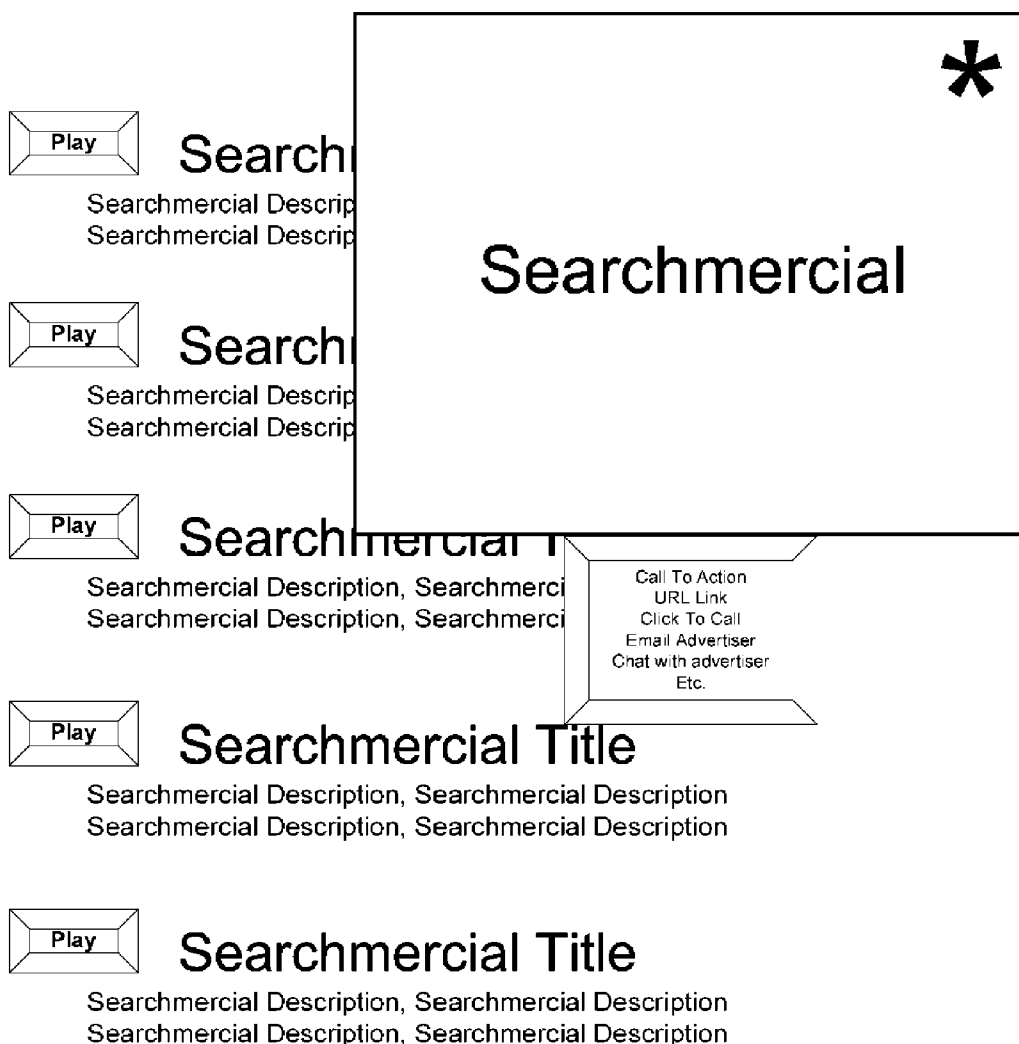 *
Play
Searchm
Searchmercial Descrip
Searchmercial Descrip
Searchmercial
Play
Searchm
Searchmercial Descrip
Searchmercial Descrip
Play
Searchmercial T
Searchmercial Description, Searchmerci
Searchmercial Description, Searchmerci
Call To Action
URL Link
Click To Call
Email Advertiser
Chat with advertiser
Etc.
Play
Searchmercial Title
Searchmercial Description, Searchmercial Description
Searchmercial Description, Searchmercial Description
Play
Searchmercial Title
Searchmercial Description, Searchmercial Description
Searchmercial Description, Searchmercial Description